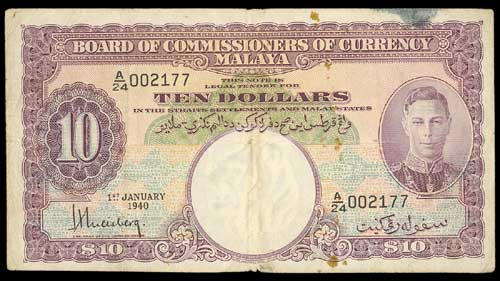 BOARD OF COMMISSIONERS OF CURRENCY
MALAYA
A/24 002177
THIS NOTE IS
LEGAL TENDER FOR
TEN DOLLARS
IN THE STRAITS SETTLEMENTS AND MALAY STATES
10
1ST JANUARY
1940
A/24 002177
$10
$10